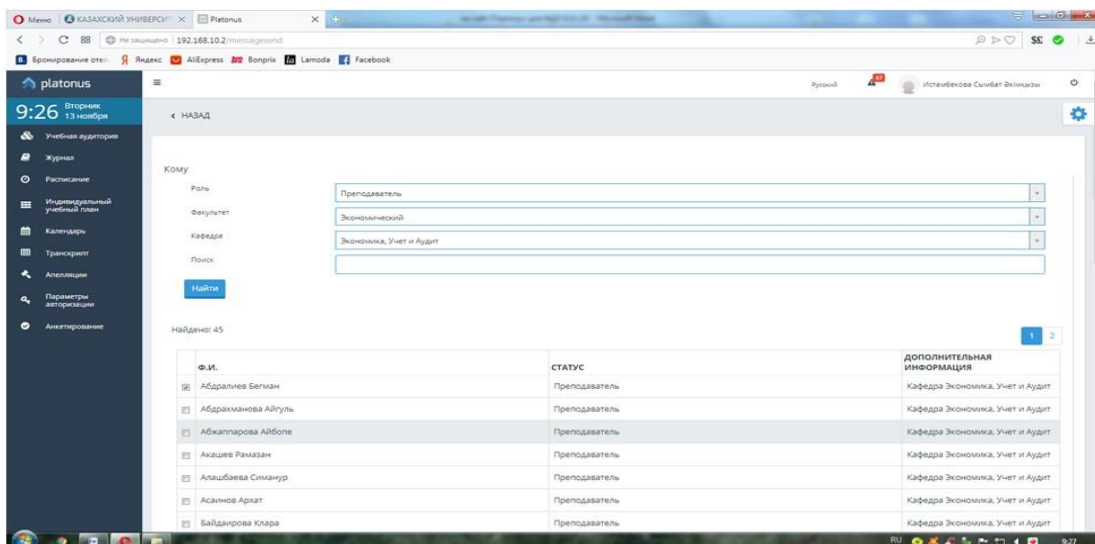 Меню
КАЗАХСКИЙ УНИВЕРСИТ
Platonus
Не защищено 192.168.10.2/messagesend
Бронирование отел
Яндекс
AliExpress
Bonprix
Lamoda
Facebook
platonus
Русский
87
Истамбекова Сымбат Әкімқызы
9:26 Вторник
13 ноября
НАЗАД
Учебная аудитория
Журнал
Расписание
Индивидуальный
учебный план
Календарь
Транскрипт
Апелляции
Параметры
авторизации
Анкетирование
Кому
Роль Преподаватель
Факультет Экономический
Кафедра Экономика, Учет и Аудит
Поиск
Найти
Найдено: 45
1 2
Ф.И. СТАТУС ДОПОЛНИТЕЛЬНАЯ
ИНФОРМАЦИЯ
Абдралиев Бегман Преподаватель Кафедра Экономика, Учет и Аудит
Абдрахманова Айгуль Преподаватель Кафедра Экономика, Учет и Аудит
Абжаппарова Айбопе Преподаватель Кафедра Экономика, Учет и Аудит
Акашев Рамазан Преподаватель Кафедра Экономика, Учет и Аудит
Алашбаева Симанур Преподаватель Кафедра Экономика, Учет и Аудит
Асаинов Архат Преподаватель Кафедра Экономика, Учет и Аудит
Байдаирова Клара Преподаватель Кафедра Экономика, Учет и Аудит
RU
9:27